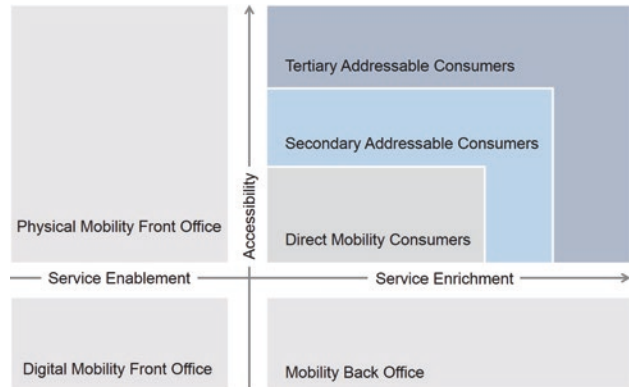 Tertiary Addressable Consumers
Secondary Addressable Consumers
Physical Mobility Front Office
Accessibility
Direct Mobility Consumers
Service Enablement
Service Enrichment
Digital Mobility Front Office
Mobility Back Office